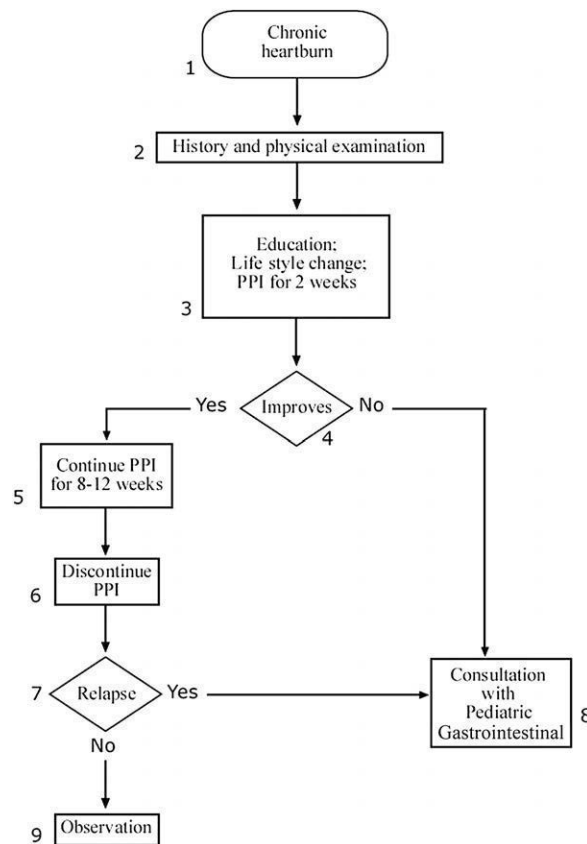 Chronic
heartburn
1
2
History and physical examination
Education;
Life style change;
PPI for 2 weeks
3
Yes
Improves
No
4
Continue PPI
for 8-12 weeks
5
Discontinue
PPI
6
7
Relapse
Yes
Consultation
with
Pediatric
Gastrointestinal
8
No
Observation
9